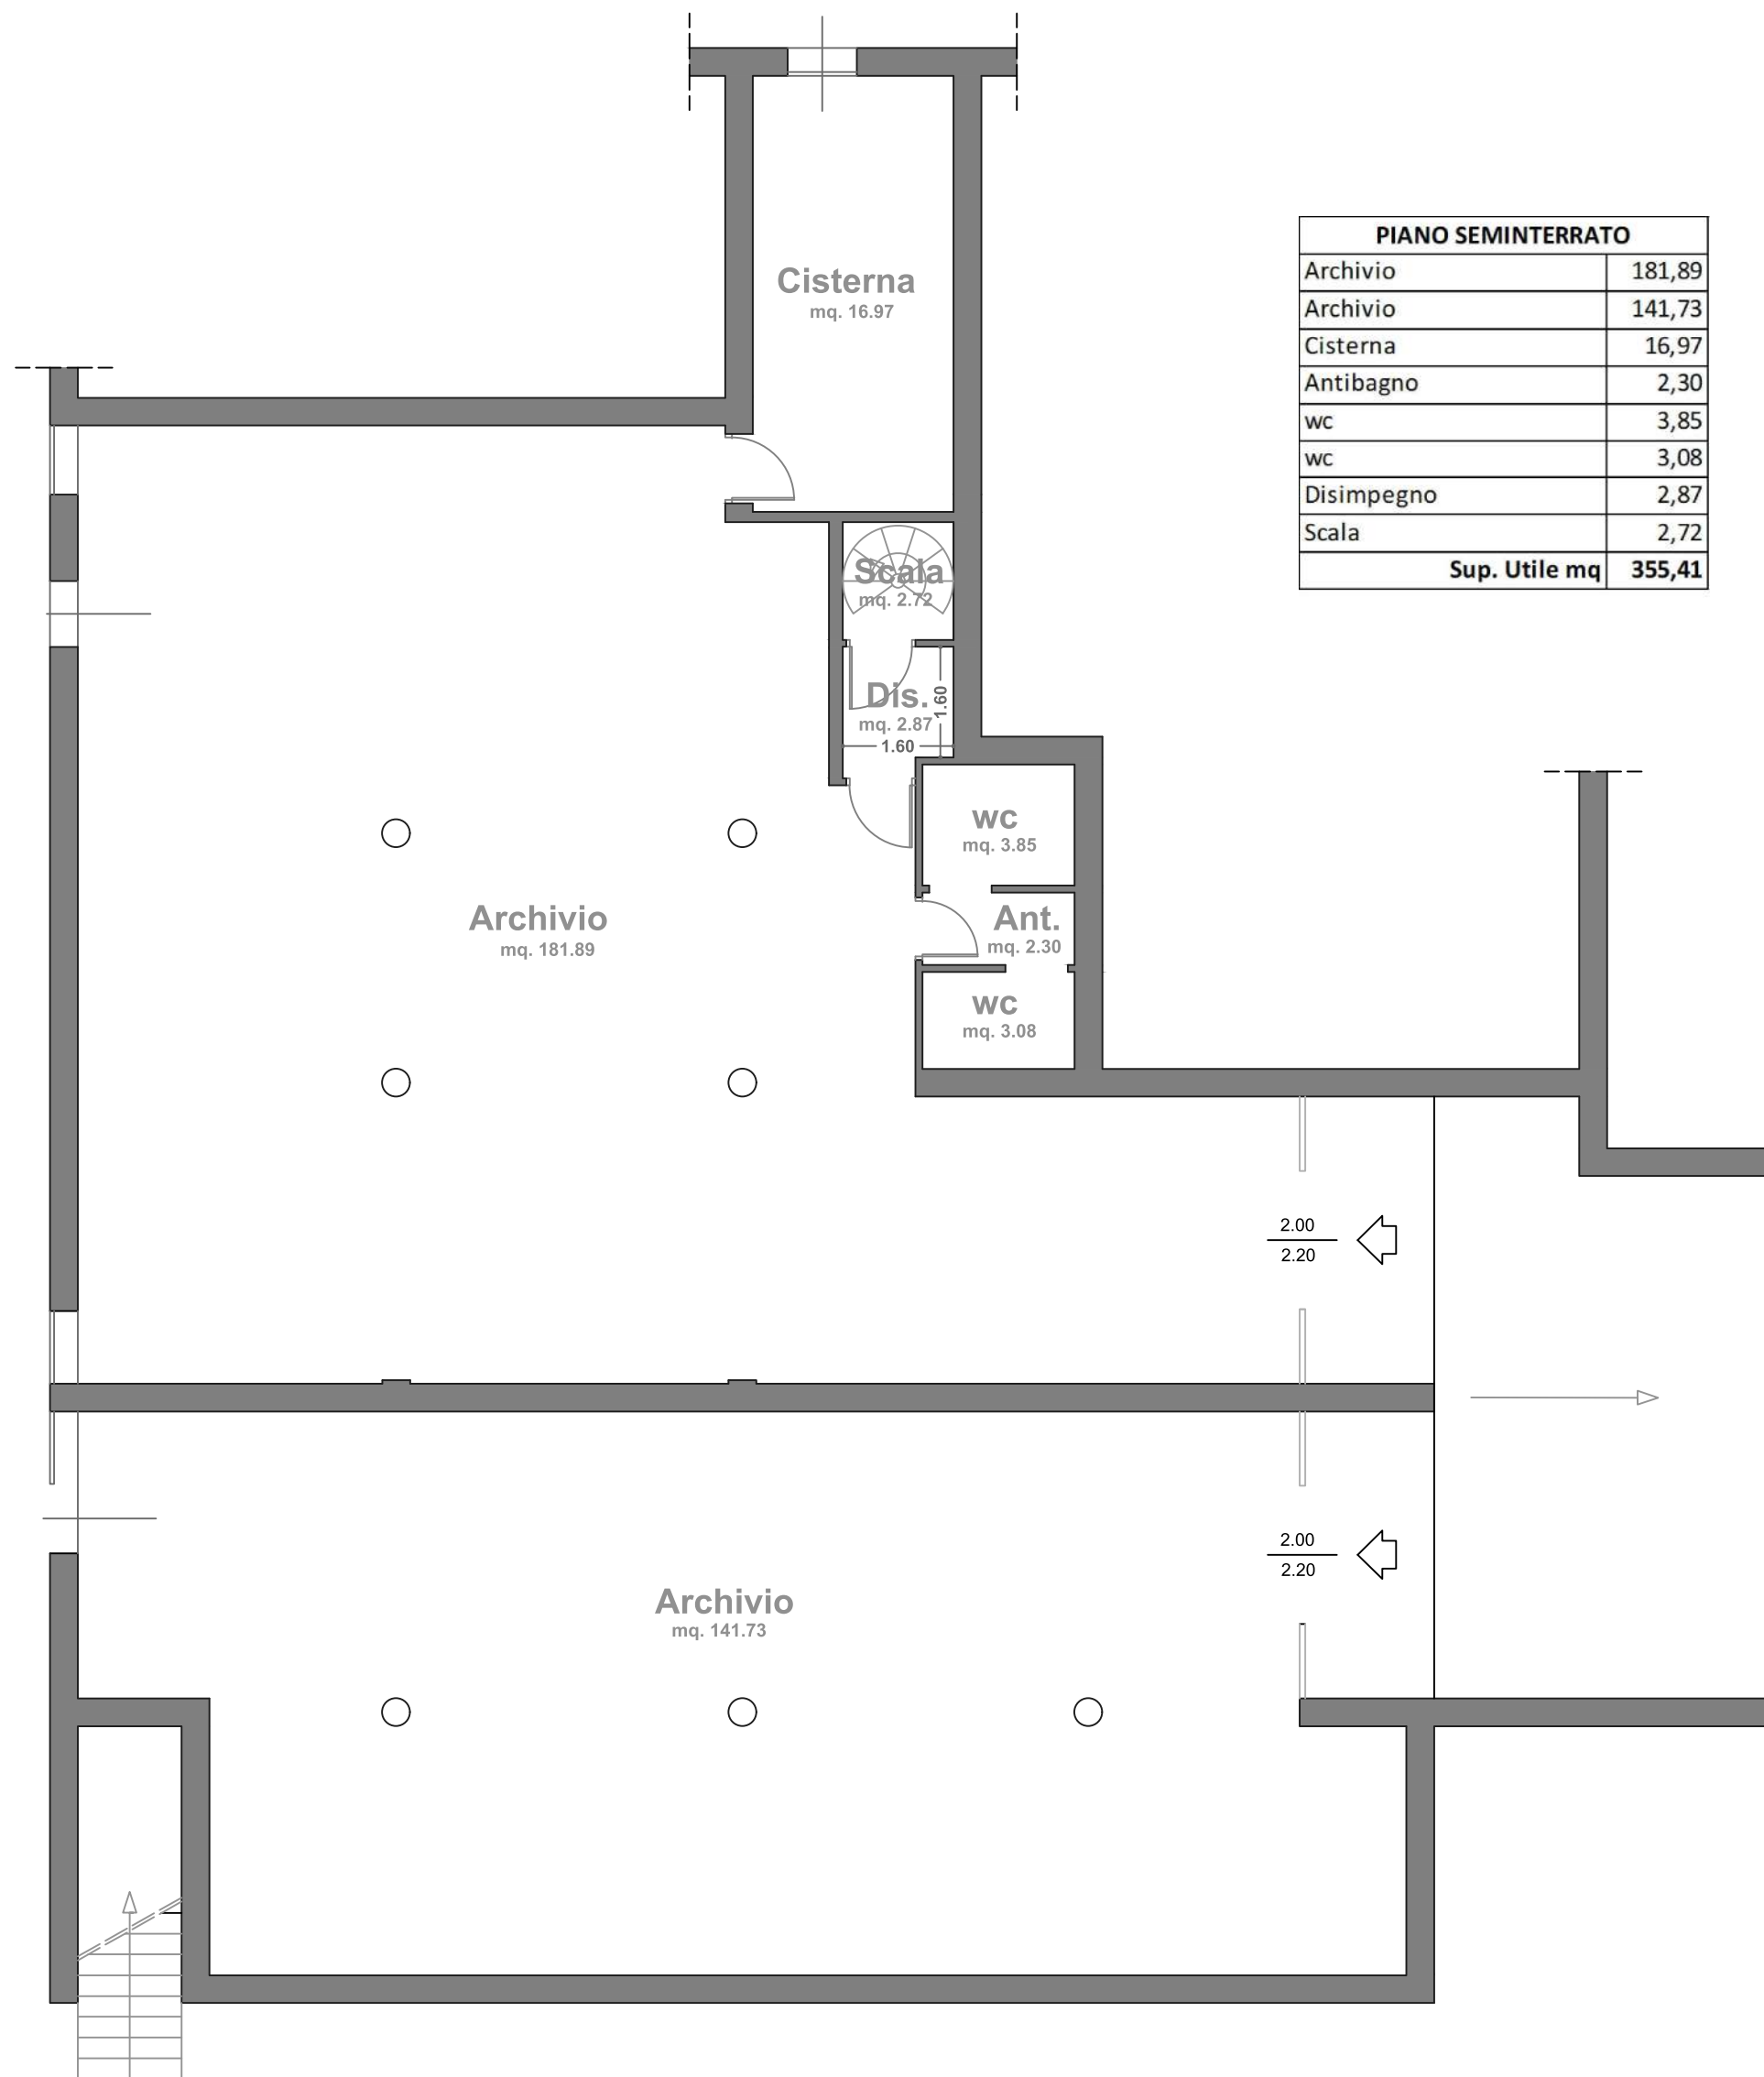 PIANO SEMINTERRATO
Archivio 181,89
Archivio 141,73
Cisterna 16,97
Antibagno 2,30
wc 3,85
wc 3,08
Disimpegno 2,87
Scala 2,72
Sup. Utile mq 355,41
Cisterna
mq. 16.97
Scala
mq. 2.72
Dis.
mq. 2.87
1.60
1.60
wc
mq. 3.85
Archivio
mq. 181.89
Ant.
mq. 2.30
wc
mq. 3.08
2.00
2.20
2.00
2.20
Archivio
mq. 141.73